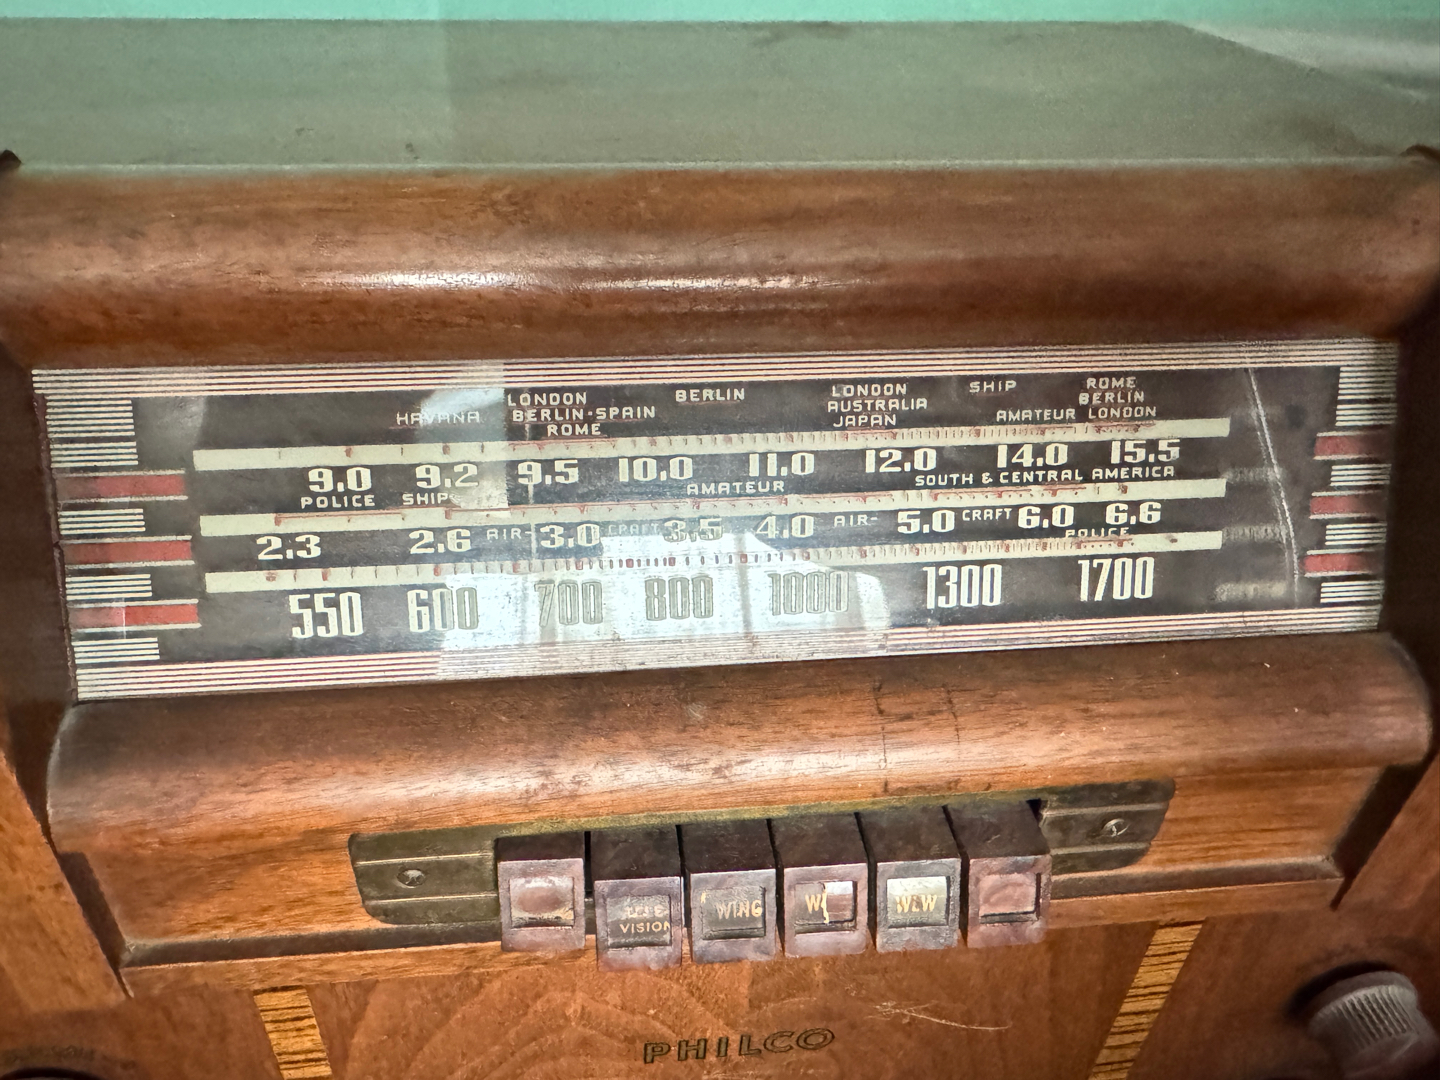 LONDON BERLIN LONDON SHIP ROME
HAVANA BERLIN·SPAIN AUSTRALIA BERLIN
ROME JAPAN AMATEUR LONDON
9.0 9.2 9.5 10.0 11.0 12.0 14.0 15.5
POLICE SHIP AMATEUR SOUTH & CENTRAL AMERICA
2.3 2.6 AIR- 3.0 CRAFT 3.5 4.0 AIR- 5.0 CRAFT 6.0 6.6
POLICE
550 600 700 800 1000 1300 1700
TELE
VISION WING WLW
PHILCO